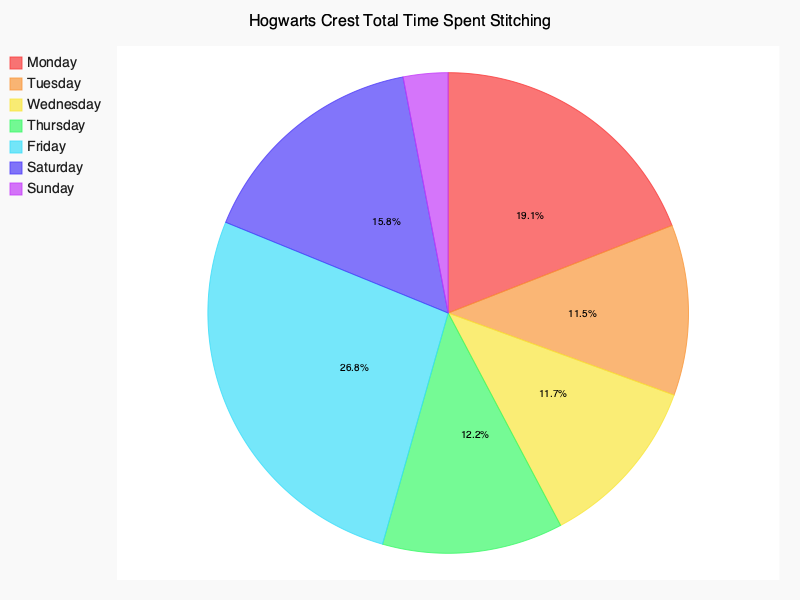 Hogwarts Crest Total Time Spent Stitching
Monday
Tuesday
Wednesday
Thursday
Friday
Saturday
Sunday
19.1%
11.5%
11.7%
12.2%
26.8%
15.8%